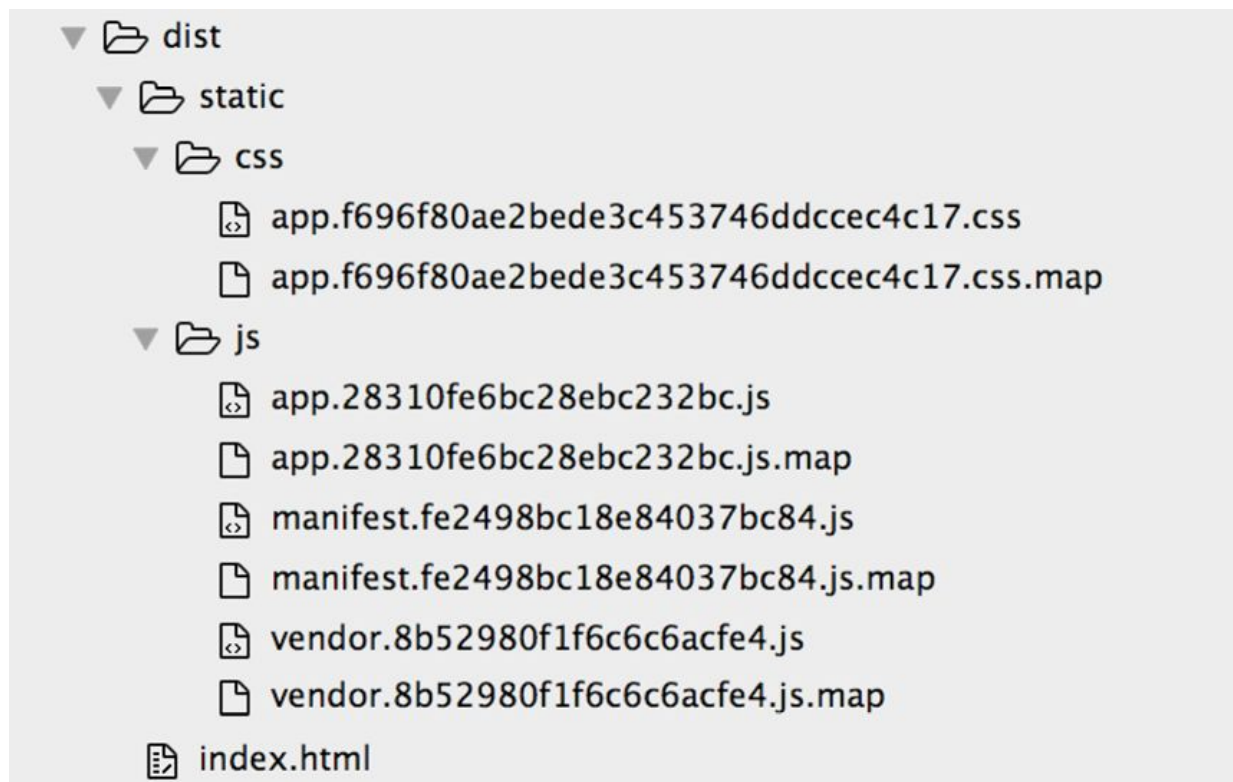 dist
static
css
app.f696f80ae2bede3c453746ddccec4c17.css
app.f696f80ae2bede3c453746ddccec4c17.css.map
js
app.28310fe6bc28ebc232bc.js
app.28310fe6bc28ebc232bc.js.map
manifest.fe2498bc18e84037bc84.js
manifest.fe2498bc18e84037bc84.js.map
vendor.8b52980f1f6c6c6acfe4.js
vendor.8b52980f1f6c6c6acfe4.js.map
index.html